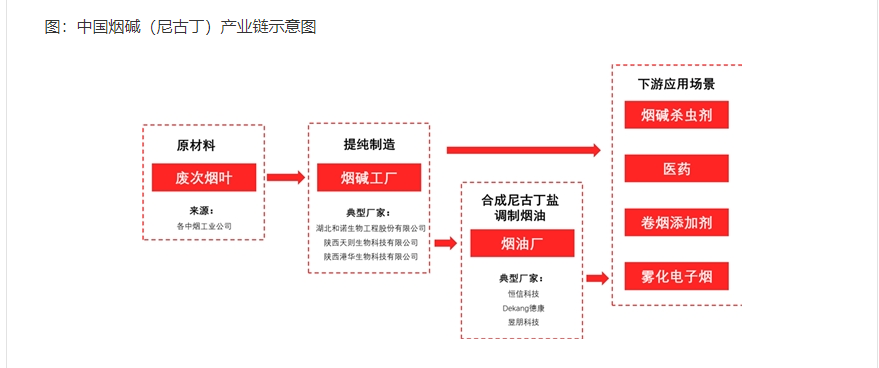 图：中国烟碱（尼古丁）产业链示意图
原材料
废次烟叶
来源：
各中烟工业公司
提纯制造
烟碱工厂
典型厂家：
湖北和诺生物工程股份有限公司
陕西天则生物科技有限公司
陕西港华生物科技有限公司
合成尼古丁盐
调制烟油
烟油厂
典型厂家：
恒信科技
Dekang德康
昱朋科技
下游应用场景
烟碱杀虫剂
医药
卷烟添加剂
雾化电子烟